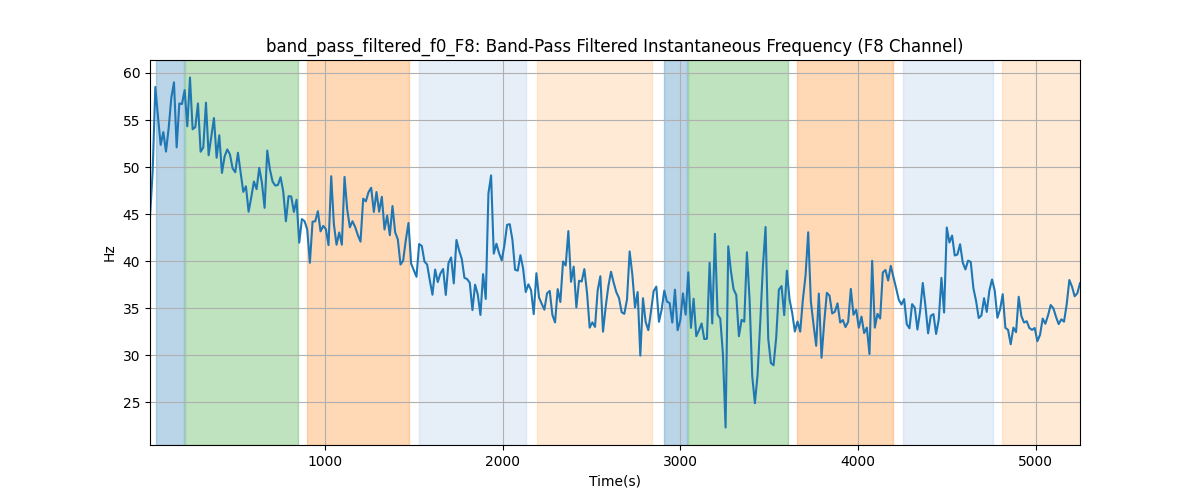 band_pass_filtered_f0_F8: Band-Pass Filtered Instantaneous Frequency (F8 Channel)
60
55
50
45
40
35
30
25
Hz
1000 2000 3000 4000 5000
Time(s)